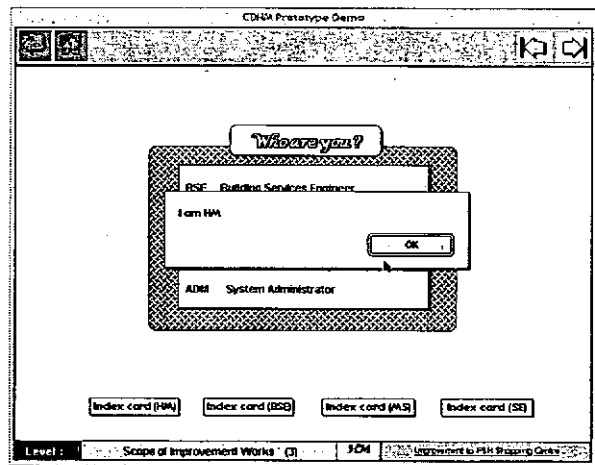 CDHM Prototype Demo
Who are you?
BSE Building Services Engineer
I am HM
OK
ADM System Administrator
Index card (HM) Index card (BSE) Index card (MS) Index card (SE)
Level : Scope of Improvement Works (3) Improvement to PSH Shopping Centre